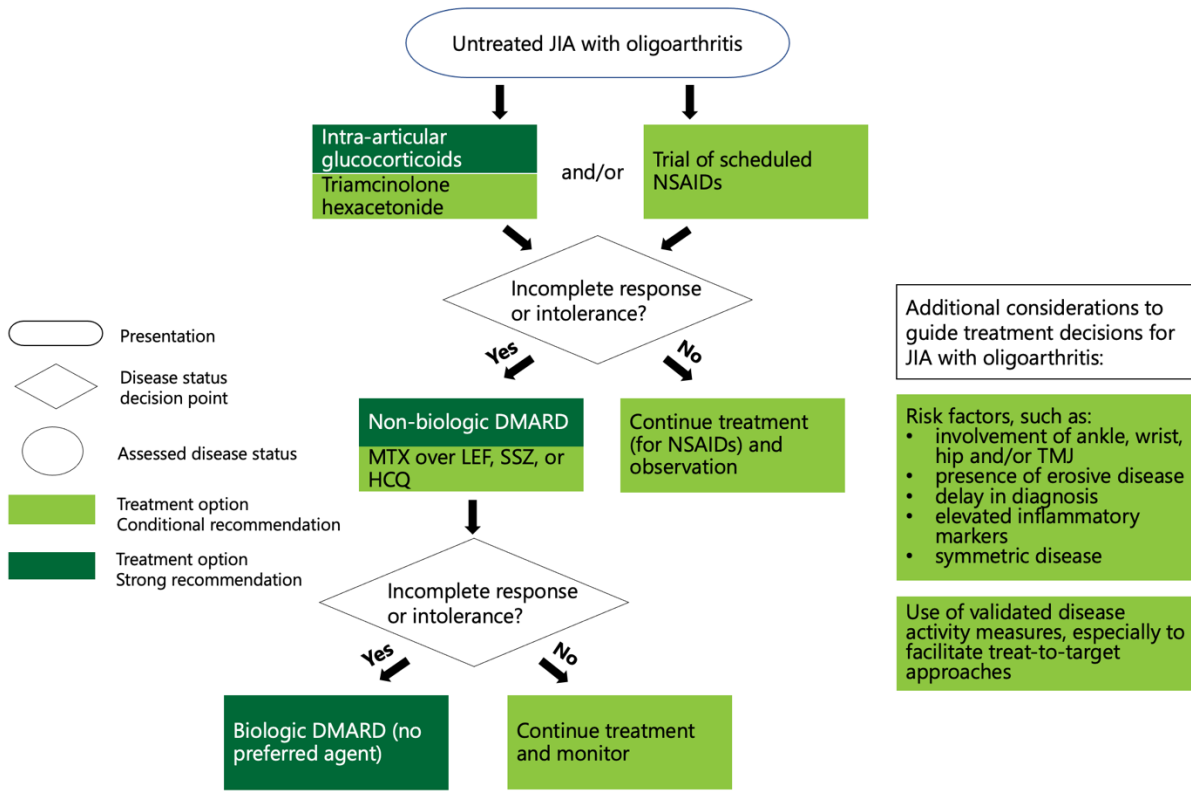 Untreated JIA with oligoarthritis
Intra-articular
glucocorticoids
Triamcinolone
hexacetonide
and/or
Trial of scheduled
NSAIDs
Incomplete response
or intolerance?
Yes
No
Non-biologic DMARD
MTX over LEF, SSZ, or
HCQ
Continue treatment
(for NSAIDs) and
observation
Incomplete response
or intolerance?
Yes
No
Biologic DMARD (no
preferred agent)
Continue treatment
and monitor
Presentation
Disease status
decision point
Assessed disease status
Treatment option
Conditional recommendation
Treatment option
Strong recommendation
Additional considerations to
guide treatment decisions for
JIA with oligoarthritis:
Risk factors, such as:
• involvement of ankle, wrist,
hip and/or TMJ
• presence of erosive disease
• delay in diagnosis
• elevated inflammatory
markers
• symmetric disease
Use of validated disease
activity measures, especially to
facilitate treat-to-target
approaches